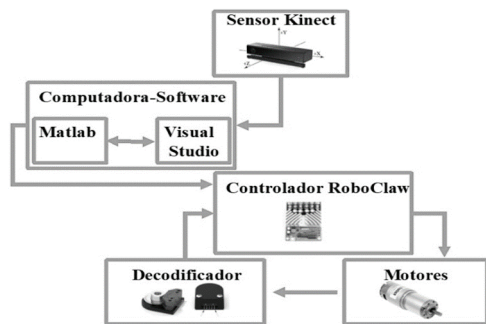 Sensor Kinect
+Y
+X
+Z
Computadora-Software
Matlab
Visual
Studio
Controlador RoboClaw
Decodificador
Motores